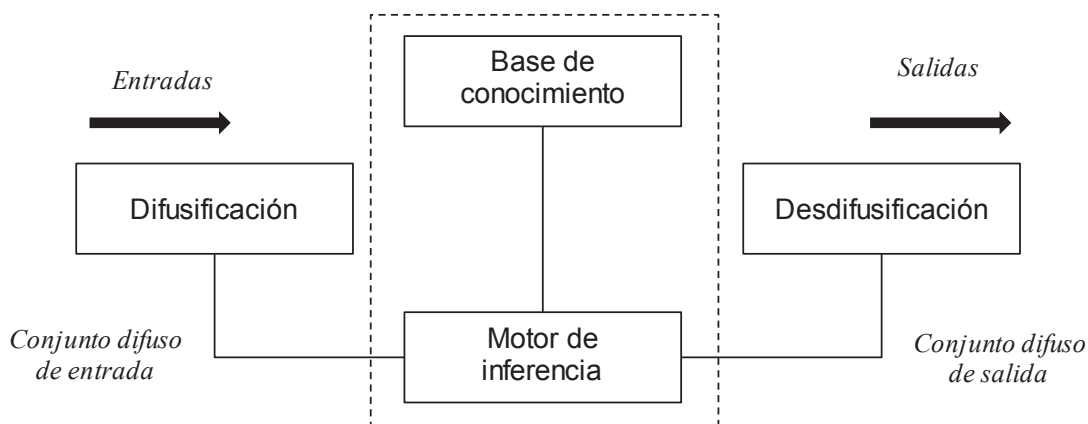 Entradas
Base de
conocimiento
Salidas
Difusificación
Desdifusificación
Conjunto difuso
de entrada
Motor de
inferencia
Conjunto difuso
de salida